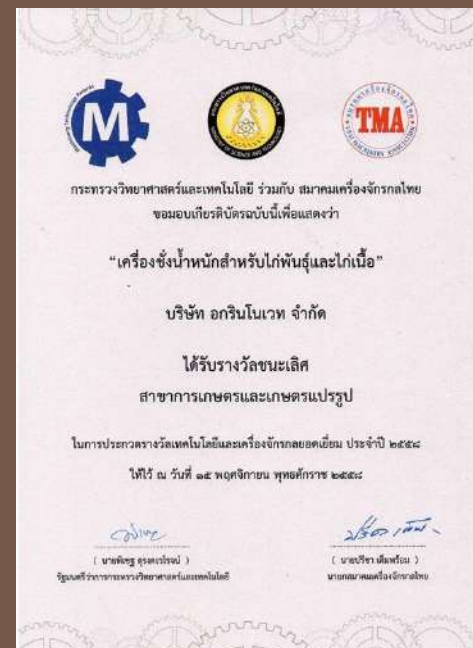 M
TMA
THAI MACHINERY ASSOCIATION
MINISTRY OF SCIENCE AND TECHNOLOGY
กระทรวงวิทยาศาสตร์และเทคโนโลยี ร่วมกับ สมาคมเครื่องจักรกลไทย
ขอมอบเกียรติบัตรฉบับนี้เพื่อแสดงว่า
“เครื่องชั่งน้ำหนักสำหรับไก่พันธุ์และไก่เนื้อ”
บริษัท อกรินโนเวท จำกัด
ได้รับรางวัลชนะเลิศ
สาขาการเกษตรและเกษตรแปรรูป
ในการประกวดรางวัลเทคโนโลยีและเครื่องจักรกลยอดเยี่ยม ประจำปี ๒๕๕๘
ให้ไว้ ณ วันที่ ๑๕ พฤศจิกายน พุทธศักราช ๒๕๕๘
( นายพิเชฐ ดุรงคเวโรจน์ )
รัฐมนตรีว่าการกระทรวงวิทยาศาสตร์และเทคโนโลยี
( นายปรีชา เต็มพร้อม )
นายกสมาคมเครื่องจักรกลไทย